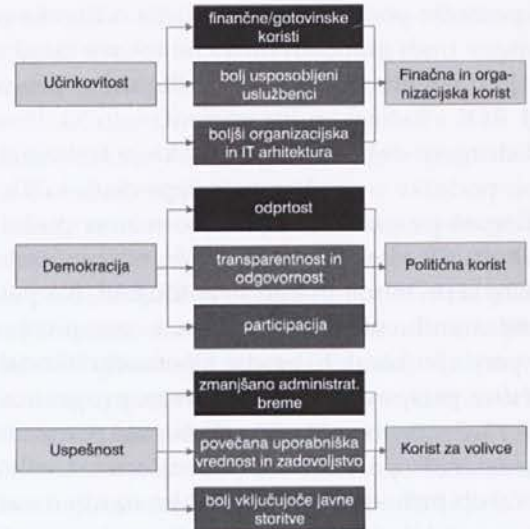 Učinkovitost
finančne/gotovinske
koristi
bolj usposobljeni
uslužbenci
boljši organizacijska
in IT arhitektura
Finačna in orga-
nizacijska korist
Demokracija
odprtost
transparentnost in
odgovornost
participacija
Politična korist
Uspešnost
zmanjšano administrat.
breme
povečana uporabniška
vrednost in zadovoljstvo
bolj vključujoče javne
storitve
Korist za volivce